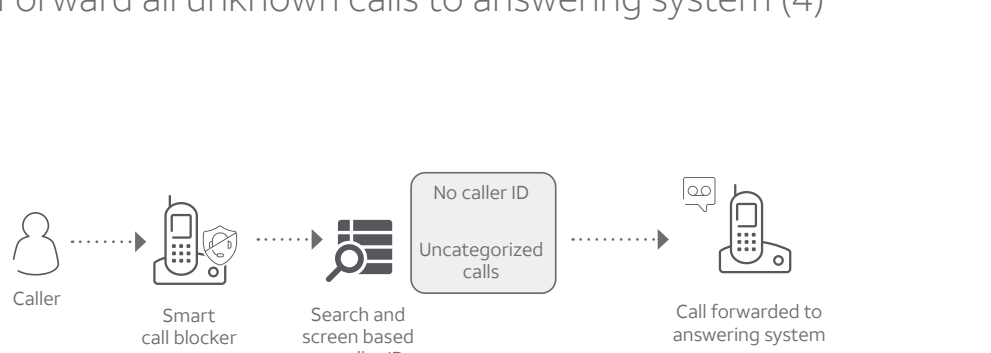 Forward all unknown calls to answering system (4)
No caller ID
Uncategorized
calls
Caller
Smart
call blocker
Search and
screen based
Call forwarded to
answering system